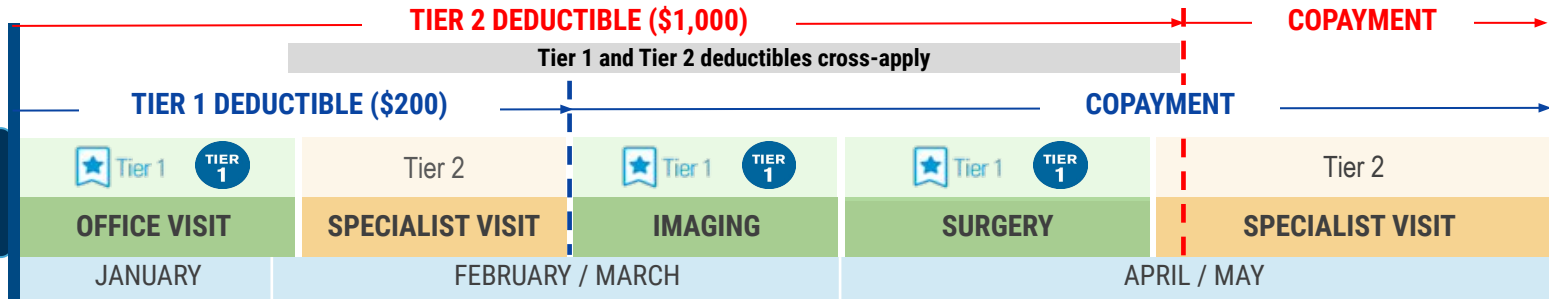 TIER 2 DEDUCTIBLE ($1,000) COPAYMENT
Tier 1 and Tier 2 deductibles cross-apply
TIER 1 DEDUCTIBLE ($200) COPAYMENT
Tier 1 TIER 1 Tier 2 Tier 1 TIER 1 Tier 1 TIER 1 Tier 2
OFFICE VISIT SPECIALIST VISIT IMAGING SURGERY SPECIALIST VISIT
JANUARY FEBRUARY / MARCH APRIL / MAY